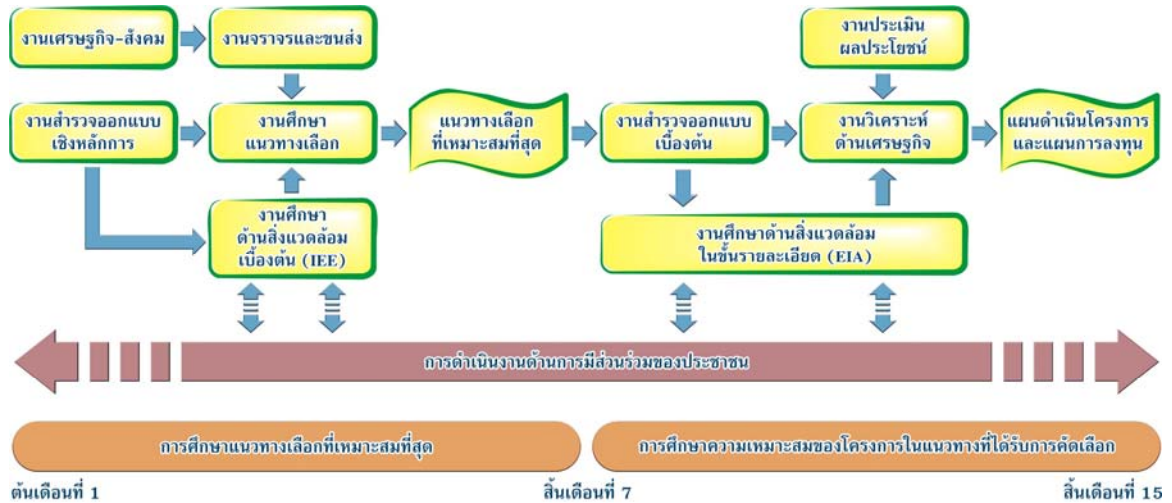 งานเศรษฐกิจ-สังคม
งานจราจรและขนส่ง
งานประเมิน
ผลประโยชน์
งานสำรวจออกแบบ
เชิงหลักการ
งานศึกษา
แนวทางเลือก
แนวทางเลือก
ที่เหมาะสมที่สุด
งานสำรวจออกแบบ
เบื้องต้น
งานวิเคราะห์
ด้านเศรษฐกิจ
แผนดำเนินโครงการ
และแผนการลงทุน
งานศึกษา
ด้านสิ่งแวดล้อม
เบื้องต้น (IEE)
งานศึกษาด้านสิ่งแวดล้อม
ในขั้นรายละเอียด (EIA)
การดำเนินงานด้านการมีส่วนร่วมของประชาชน
การศึกษาแนวทางเลือกที่เหมาะสมที่สุด
การศึกษาความเหมาะสมของโครงการในแนวทางที่ได้รับการคัดเลือก
ต้นเดือนที่ 1
สิ้นเดือนที่ 7
สิ้นเดือนที่ 15